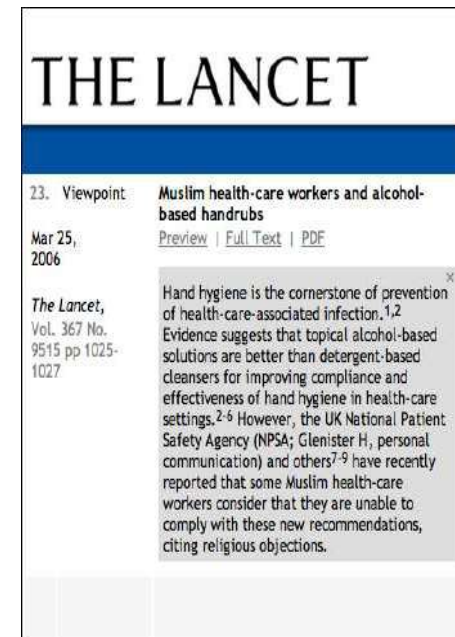 THE LANCET
23. Viewpoint
Mar 25,
2006
The Lancet,
Vol. 367 No.
9515 pp 1025-
1027
Muslim health-care workers and alcohol-
based handrubs
Preview | Full Text | PDF
x
Hand hygiene is the cornerstone of prevention
of health-care-associated infection.1,2
Evidence suggests that topical alcohol-based
solutions are better than detergent-based
cleansers for improving compliance and
effectiveness of hand hygiene in health-care
settings.2-6 However, the UK National Patient
Safety Agency (NPSA; Glenister H, personal
communication) and others7-9 have recently
reported that some Muslim health-care
workers consider that they are unable to
comply with these new recommendations,
citing religious objections.